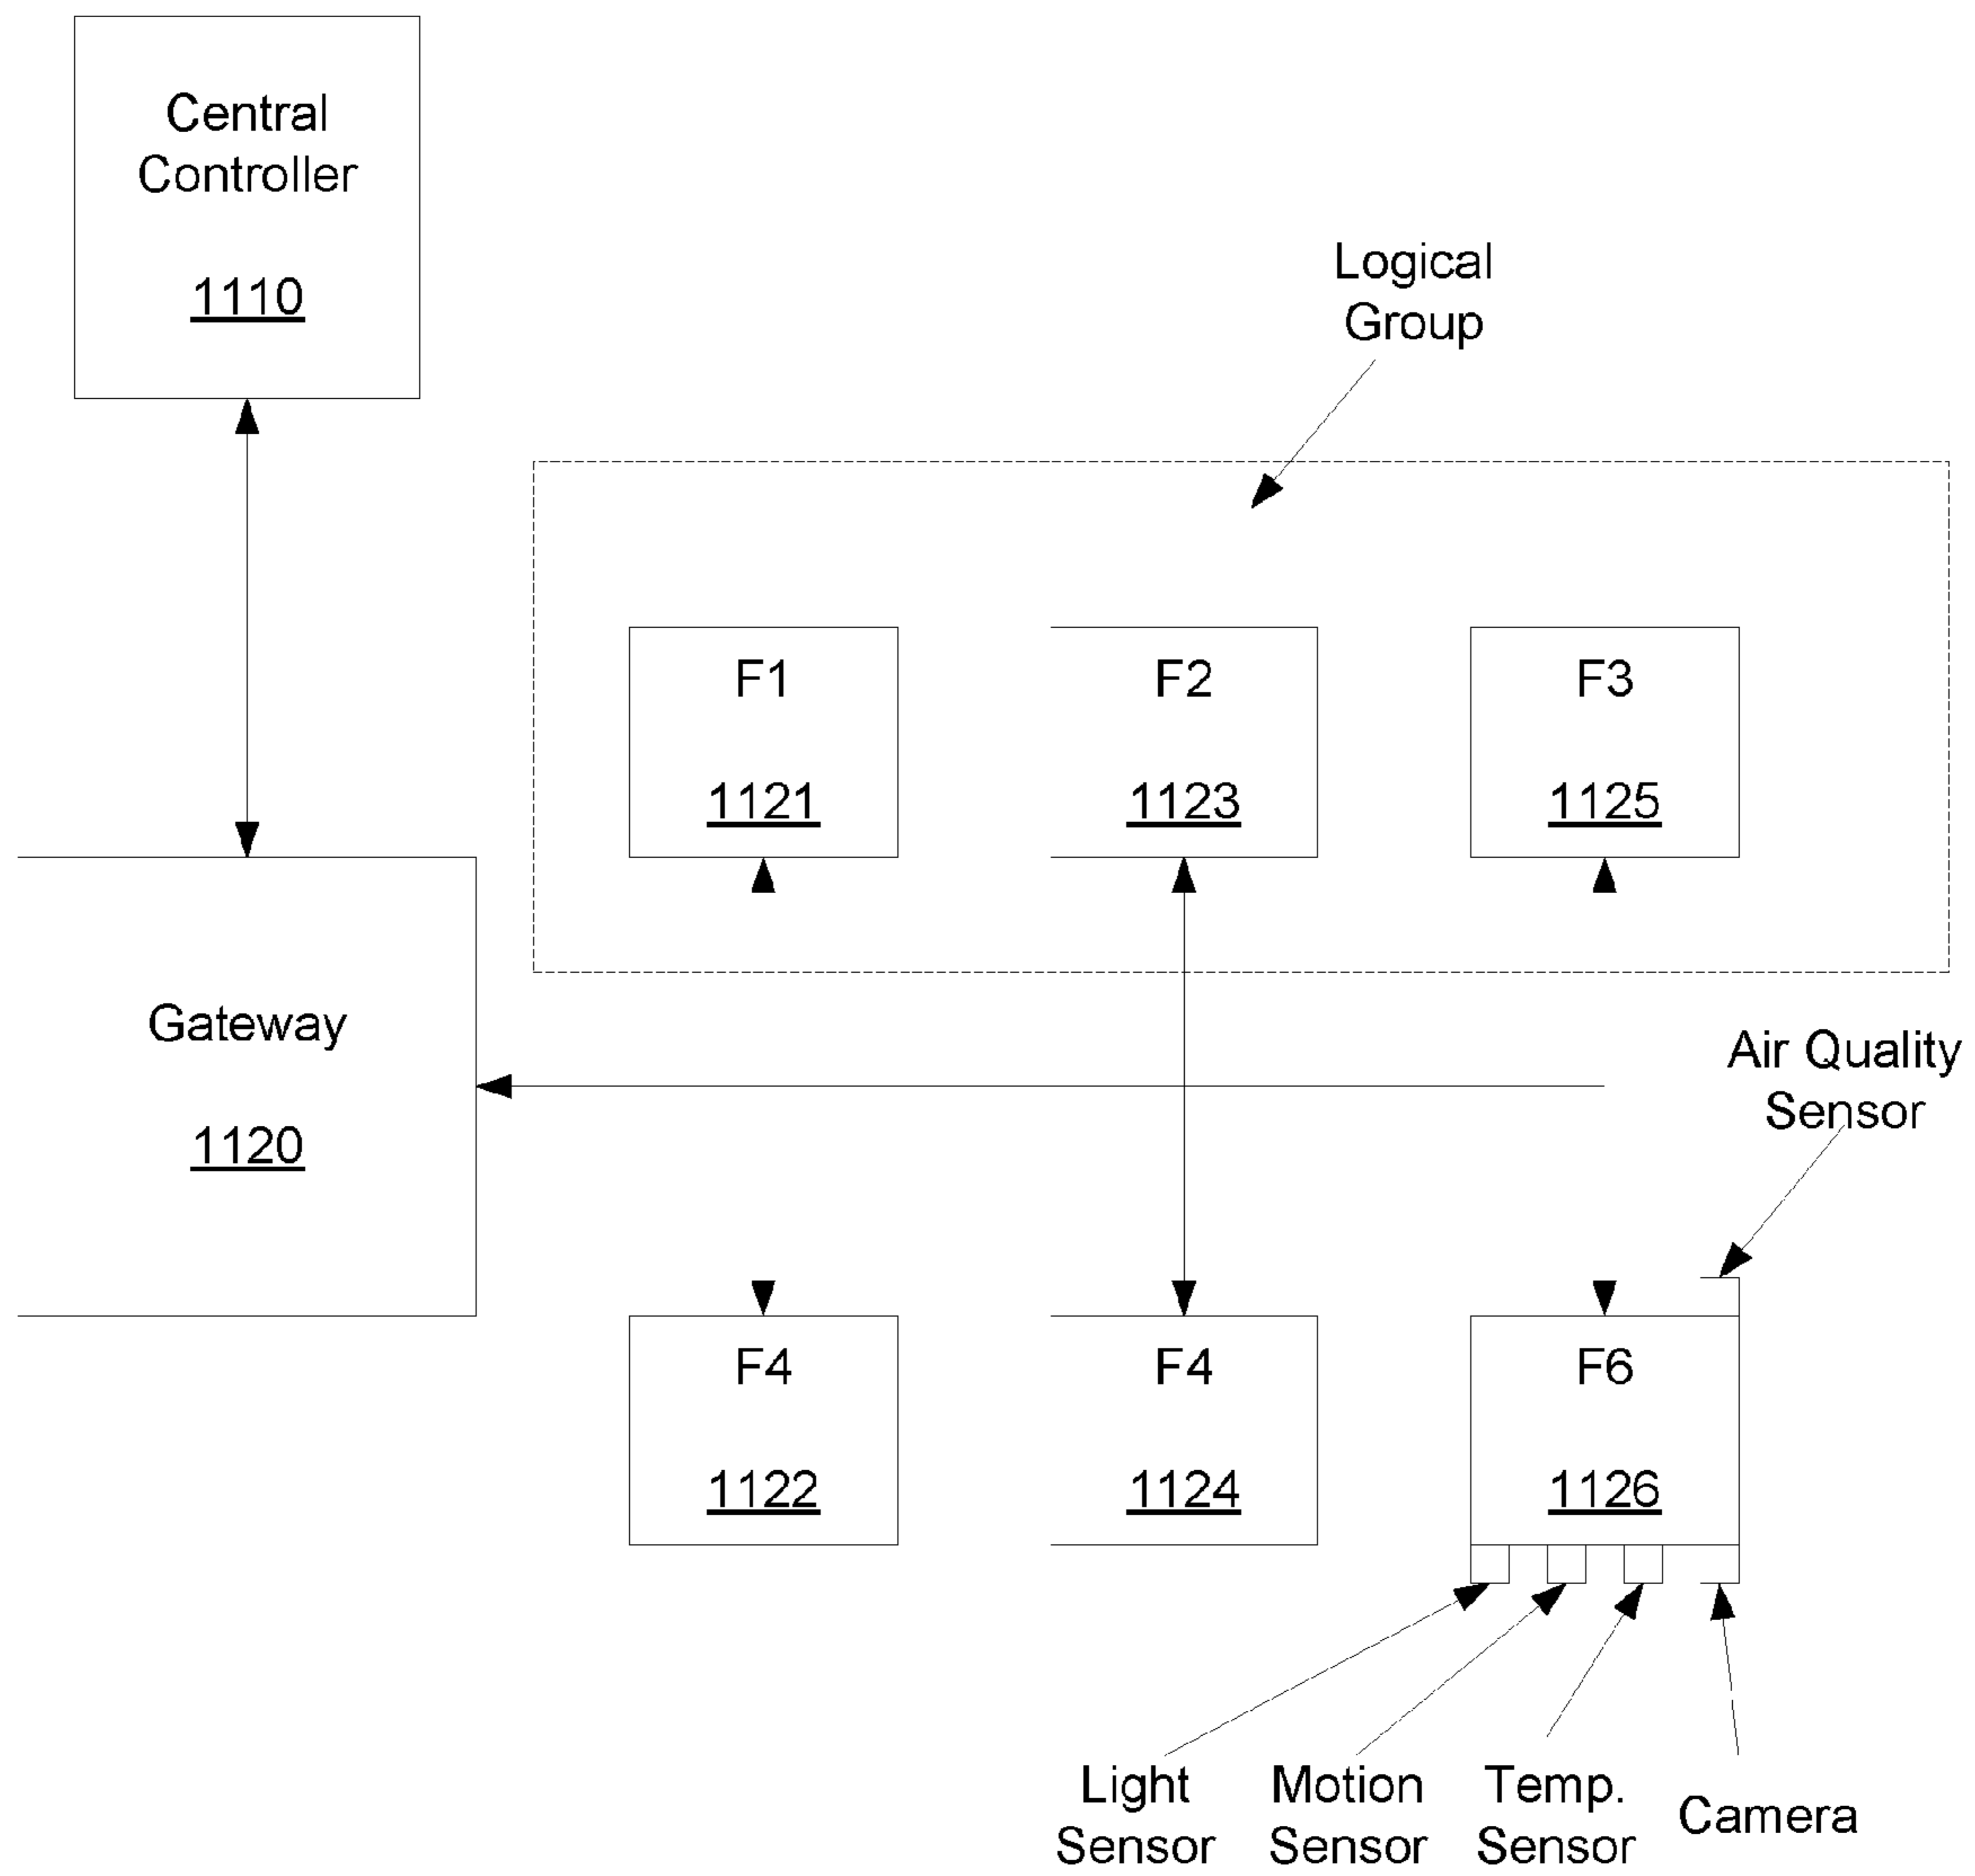 Central
Controller
1110
Logical
Group
F1
1121
F2
1123
F3
1125
Gateway
1120
Air Quality
Sensor
F4
1122
F4
1124
F6
1126
Light
Sensor
Motion
Sensor
Temp.
Sensor
Camera